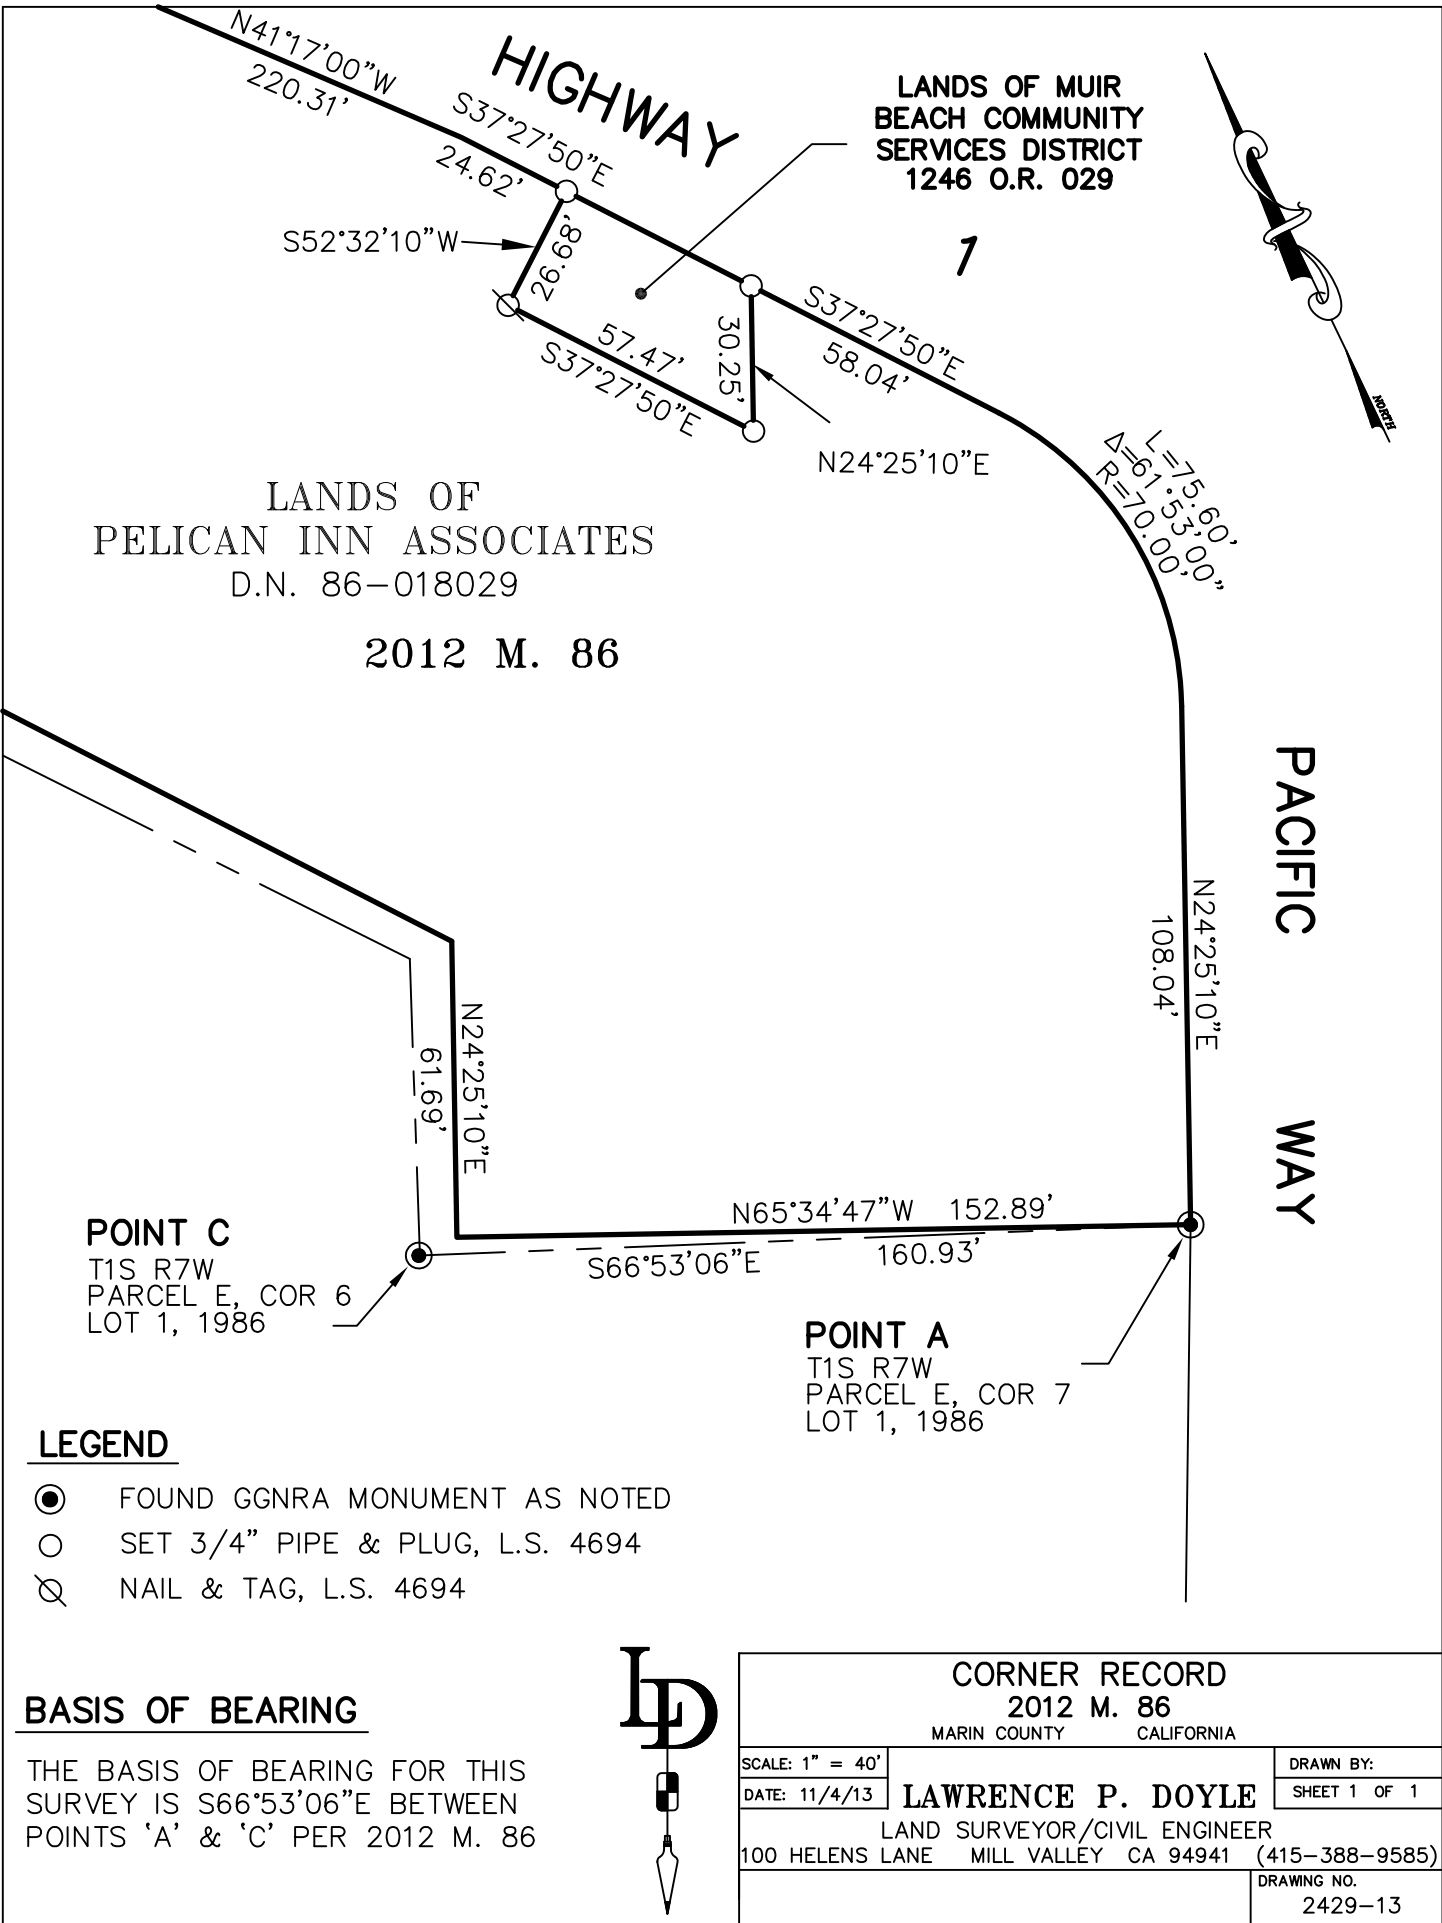 N41°17'00"W
220.31'
S37°27'50"E
24.62'
HIGHWAY
1
LANDS OF MUIR
BEACH COMMUNITY
SERVICES DISTRICT
1246 O.R. 029
NORTH
S52°32'10"W
26.68'
57.47'
S37°27'50"E
30.25'
N24°25'10"E
S37°27'50"E
58.04'
L=75.60'
Δ=61°53'00"
R=70.00'
LANDS OF
PELICAN INN ASSOCIATES
D.N. 86-018029
2012 M. 86
PACIFIC WAY
N24°25'10"E
108.04'
N24°25'10"E
61.69'
N65°34'47"W 152.89'
S66°53'06"E 160.93'
POINT C
T1S R7W
PARCEL E, COR 6
LOT 1, 1986
POINT A
T1S R7W
PARCEL E, COR 7
LOT 1, 1986
LEGEND
FOUND GGNRA MONUMENT AS NOTED
SET 3/4" PIPE & PLUG, L.S. 4694
NAIL & TAG, L.S. 4694
BASIS OF BEARING
THE BASIS OF BEARING FOR THIS
SURVEY IS S66°53'06"E BETWEEN
POINTS 'A' & 'C' PER 2012 M. 86
LD
CORNER RECORD
2012 M. 86
MARIN COUNTY CALIFORNIA
SCALE: 1" = 40'
DATE: 11/4/13
LAWRENCE P. DOYLE
DRAWN BY:
SHEET 1 OF 1
LAND SURVEYOR/CIVIL ENGINEER
100 HELENS LANE MILL VALLEY CA 94941 (415-388-9585)
DRAWING NO.
2429-13